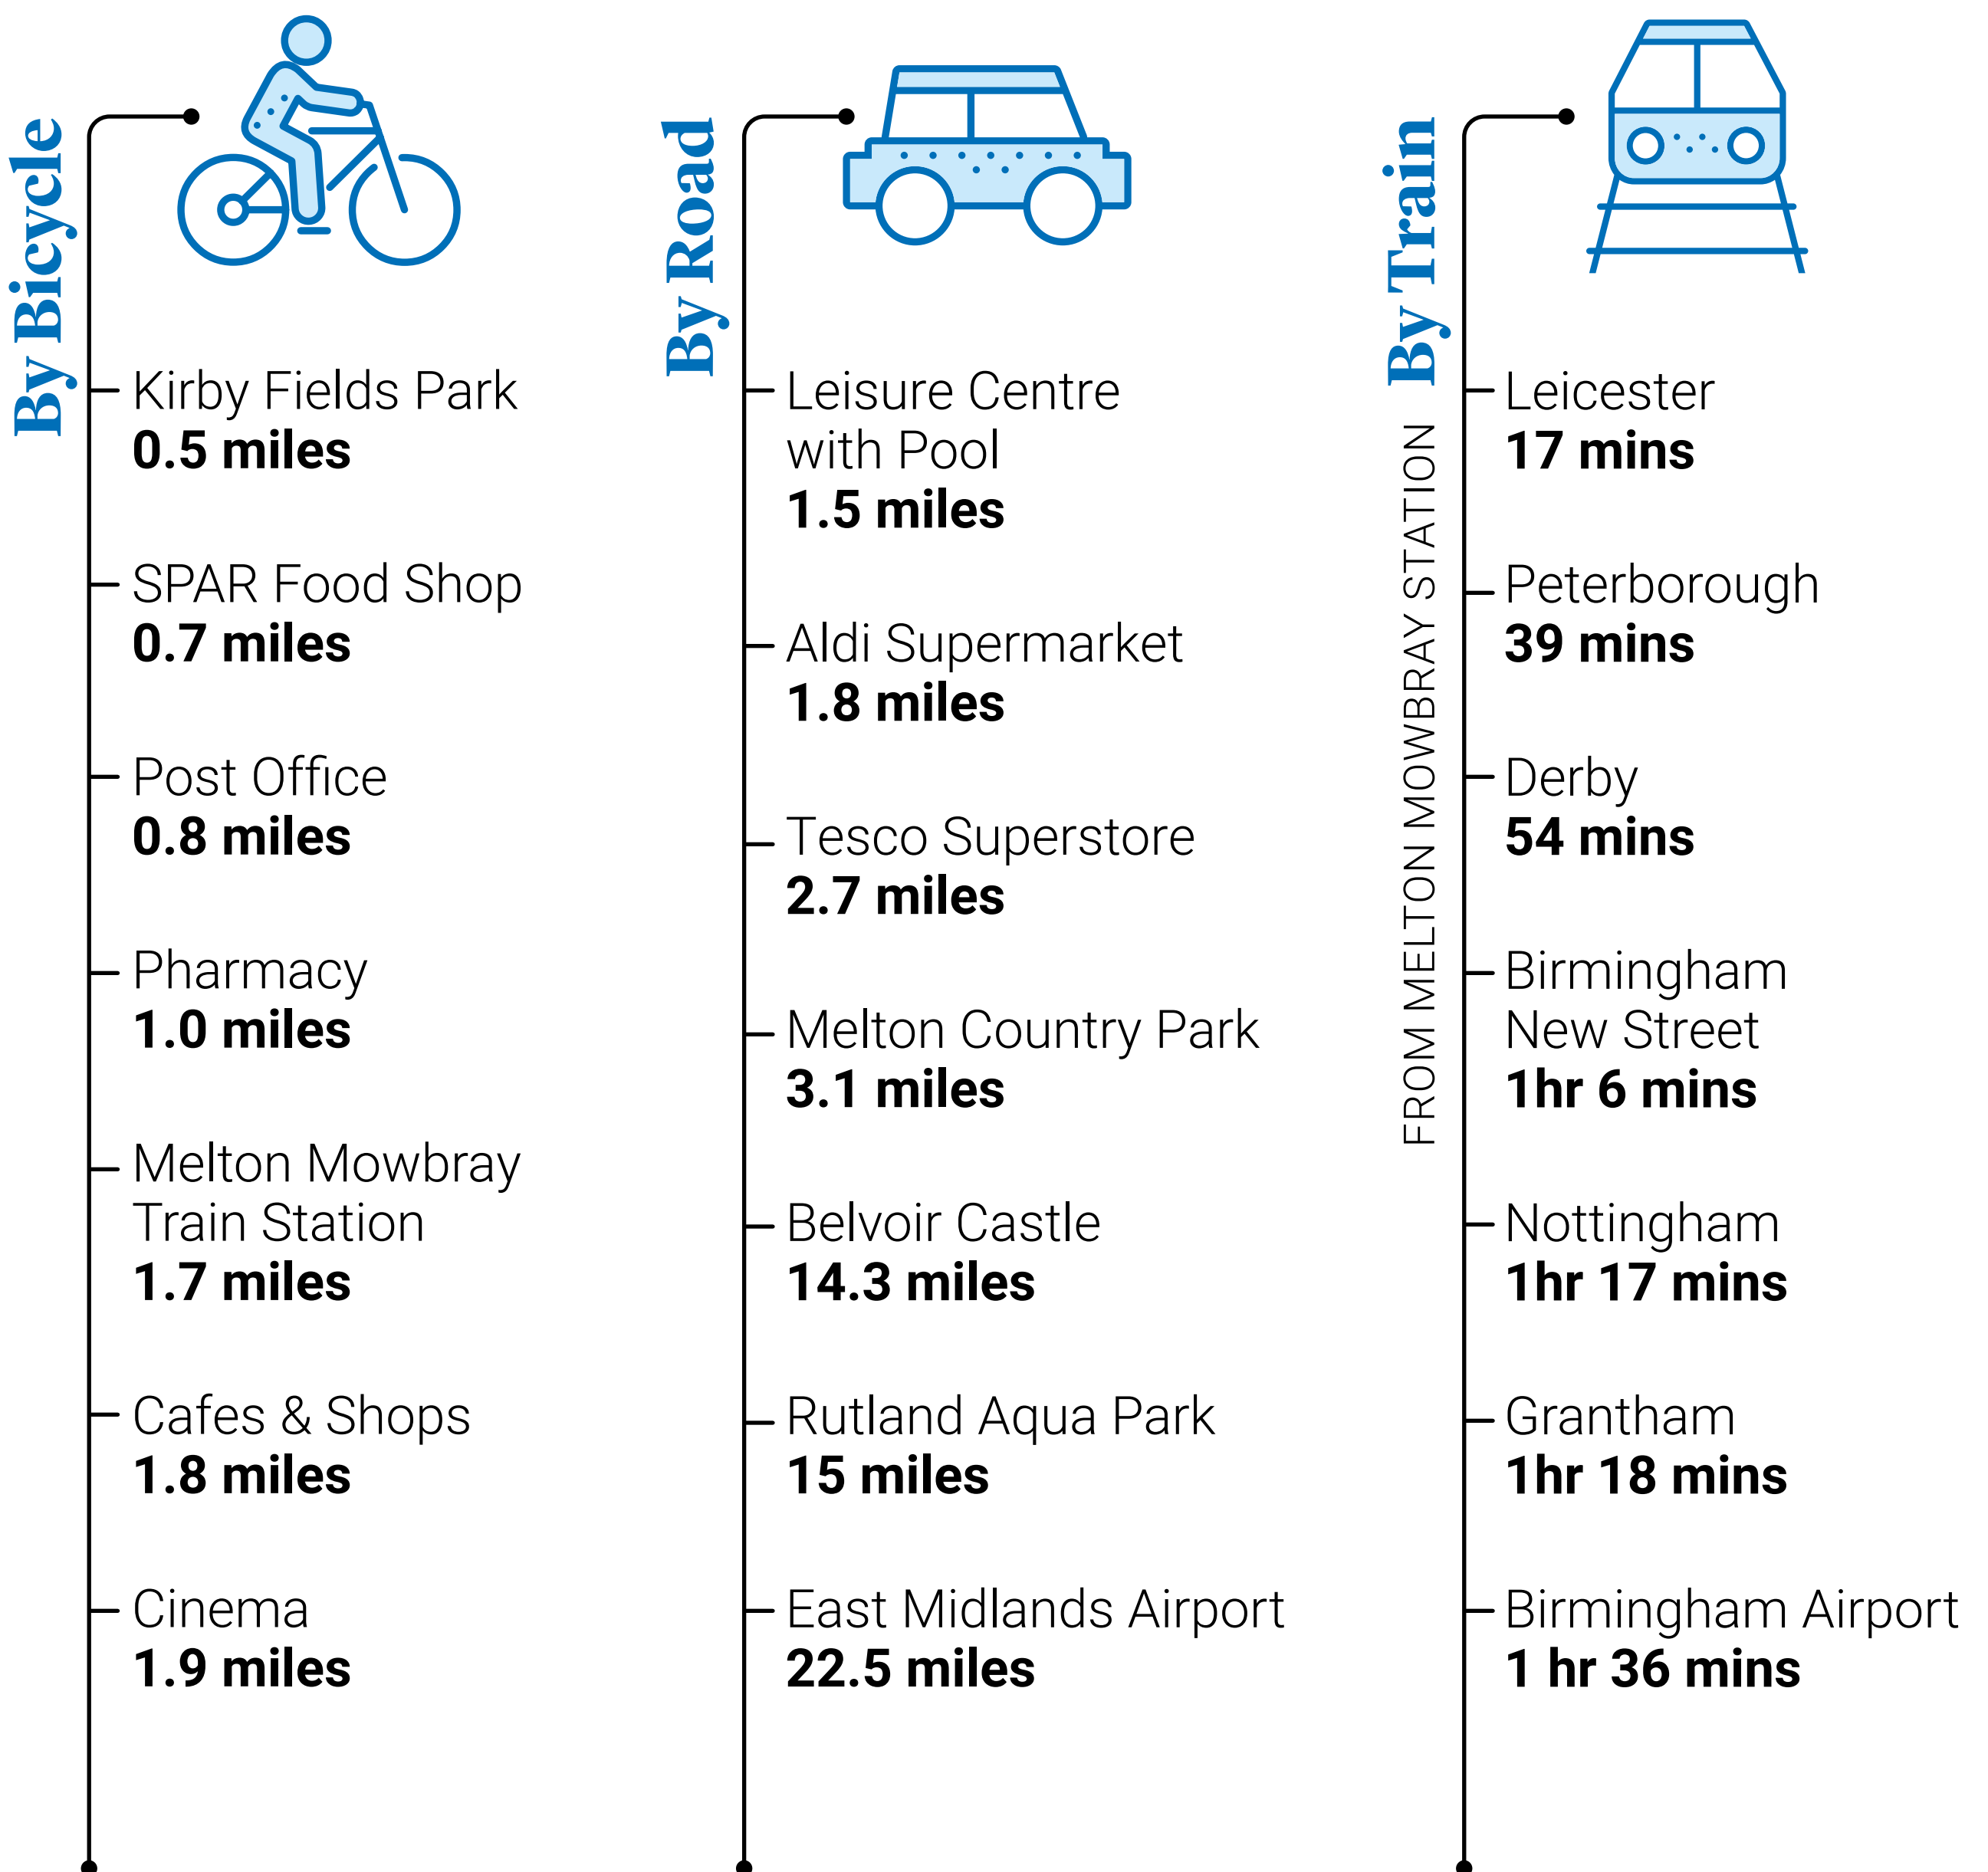 By Bicycle
Kirby Fields Park
0.5 miles
SPAR Food Shop
0.7 miles
Post Office
0.8 miles
Pharmacy
1.0 miles
Melton Mowbray
Train Station
1.7 miles
Cafes & Shops
1.8 miles
Cinema
1.9 miles
By Road
Leisure Centre
with Pool
1.5 miles
Aldi Supermarket
1.8 miles
Tesco Superstore
2.7 miles
Melton Country Park
3.1 miles
Belvoir Castle
14.3 miles
Rutland Aqua Park
15 miles
East Midlands Airport
22.5 miles
By Train
FROM MELTON MOWBRAY STATION
Leicester
17 mins
Peterborough
39 mins
Derby
54 mins
Birmingham
New Street
1hr 6 mins
Nottingham
1hr 17 mins
Grantham
1hr 18 mins
Birmingham Airport
1 hr 36 mins